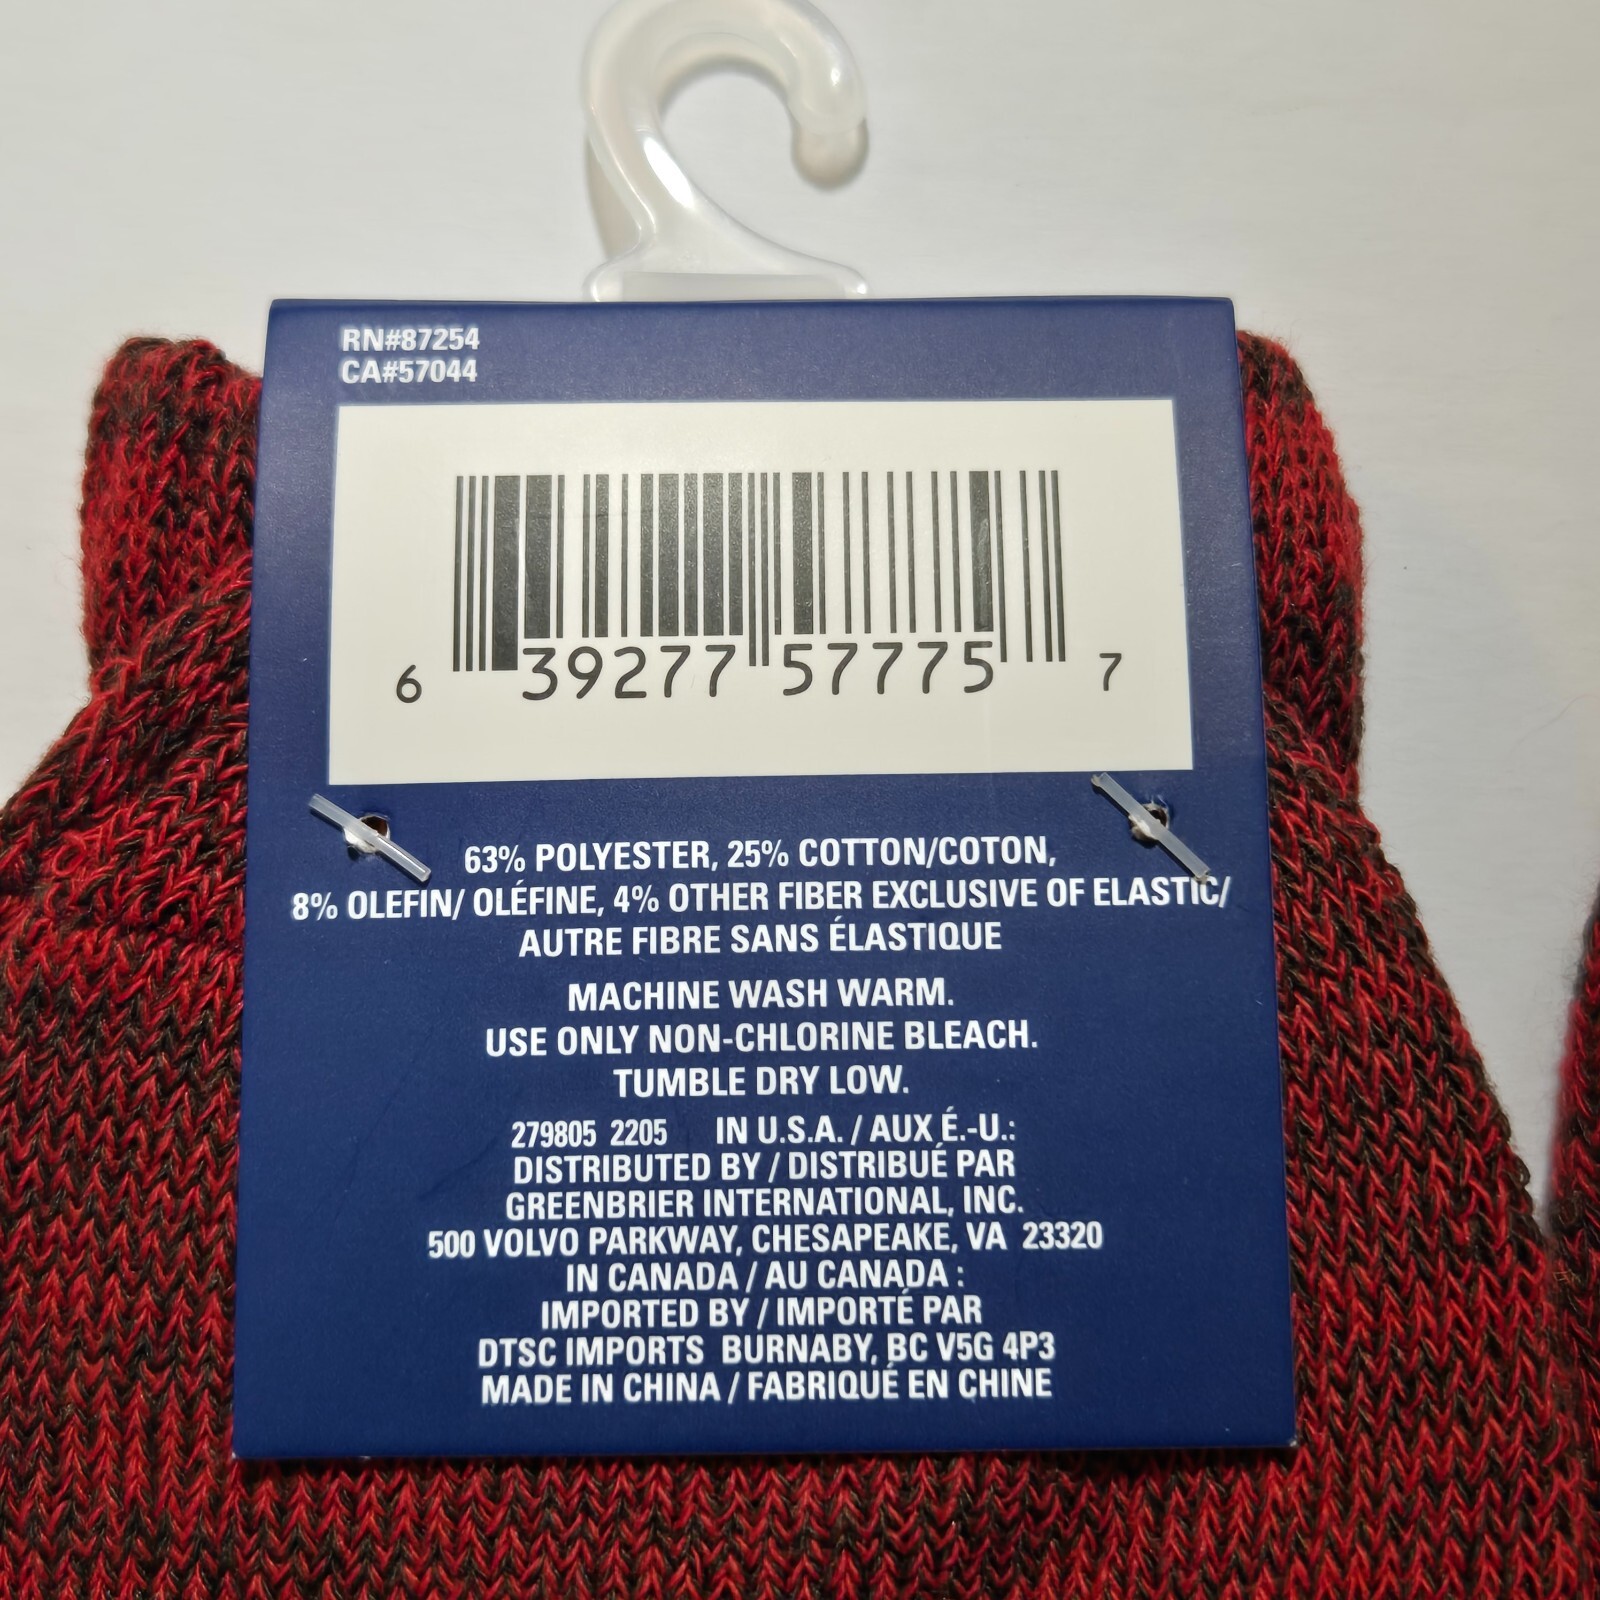 RN#87254
CA#57044
6 39277 57775 7
63% POLYESTER, 25% COTTON/COTON,
8% OLEFIN/ OLÉFINE, 4% OTHER FIBER EXCLUSIVE OF ELASTIC/
AUTRE FIBRE SANS ÉLASTIQUE
MACHINE WASH WARM.
USE ONLY NON-CHLORINE BLEACH.
TUMBLE DRY LOW.
279805 2205 IN U.S.A. / AUX É.-U.:
DISTRIBUTED BY / DISTRIBUÉ PAR
GREENBRIER INTERNATIONAL, INC.
500 VOLVO PARKWAY, CHESAPEAKE, VA 23320
IN CANADA / AU CANADA :
IMPORTED BY / IMPORTÉ PAR
DTSC IMPORTS BURNABY, BC V5G 4P3
MADE IN CHINA / FABRIQUÉ EN CHINE